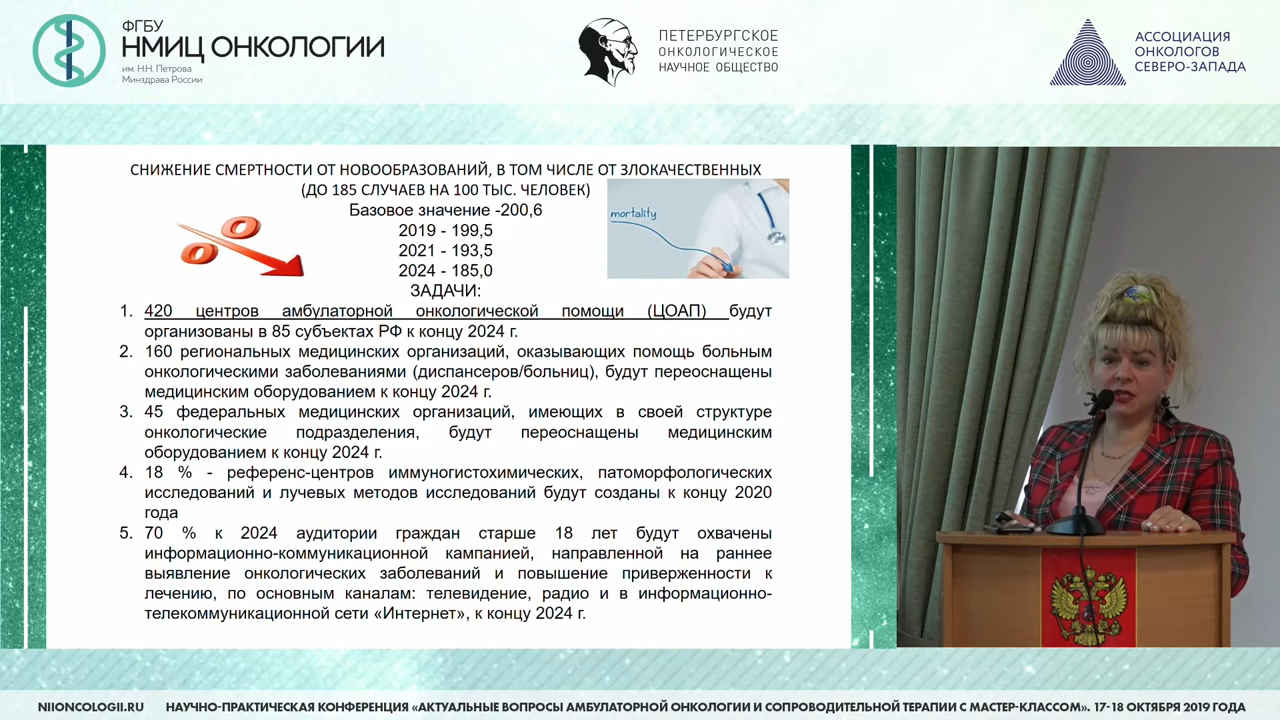 ФГБУ
НМИЦ ОНКОЛОГИИ
им. Н.Н. Петрова
Минздрава России
ПЕТЕРБУРГСКОЕ
ОНКОЛОГИЧЕСКОЕ
НАУЧНОЕ ОБЩЕСТВО
АССОЦИАЦИЯ
ОНКОЛОГОВ
СЕВЕРО-ЗАПАДА
СНИЖЕНИЕ СМЕРТНОСТИ ОТ НОВООБРАЗОВАНИЙ, В ТОМ ЧИСЛЕ ОТ ЗЛОКАЧЕСТВЕННЫХ
(ДО 185 СЛУЧАЕВ НА 100 ТЫС. ЧЕЛОВЕК)
Базовое значение -200,6
2019 - 199,5
2021 - 193,5
2024 - 185,0
mortality
ЗАДАЧИ:
1. 420 центров амбулаторной онкологической помощи (ЦОАП) будут
организованы в 85 субъектах РФ к концу 2024 г.
2. 160 региональных медицинских организаций, оказывающих помощь больным
онкологическими заболеваниями (диспансеров/больниц), будут переоснащены
медицинским оборудованием к концу 2024 г.
3. 45 федеральных медицинских организаций, имеющих в своей структуре
онкологические подразделения, будут переоснащены медицинским
оборудованием к концу 2024 г.
4. 18 % - референс-центров иммуногистохимических, патоморфологических
исследований и лучевых методов исследований будут созданы к концу 2020
года
5. 70 % к 2024 аудитории граждан старше 18 лет будут охвачены
информационно-коммуникационной кампанией, направленной на раннее
выявление онкологических заболеваний и повышение приверженности к
лечению, по основным каналам: телевидение, радио и в информационно-
телекоммуникационной сети «Интернет», к концу 2024 г.
NIIONCOLOGII.RU НАУЧНО-ПРАКТИЧЕСКАЯ КОНФЕРЕНЦИЯ «АКТУАЛЬНЫЕ ВОПРОСЫ АМБУЛАТОРНОЙ ОНКОЛОГИИ И СОПРОВОДИТЕЛЬНОЙ ТЕРАПИИ С МАСТЕР-КЛАССОМ». 17-18 ОКТЯБРЯ 2019 ГОДА